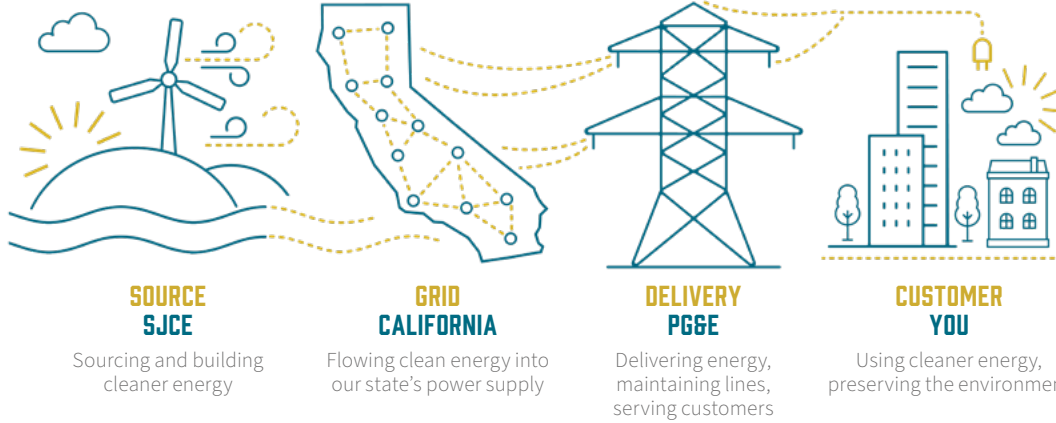 SOURCE
SJCE
Sourcing and building
cleaner energy
GRID
CALIFORNIA
Flowing clean energy into
our state's power supply
DELIVERY
PG&E
Delivering energy,
maintaining lines,
serving customers
CUSTOMER
YOU
Using cleaner energy,
preserving the environmen